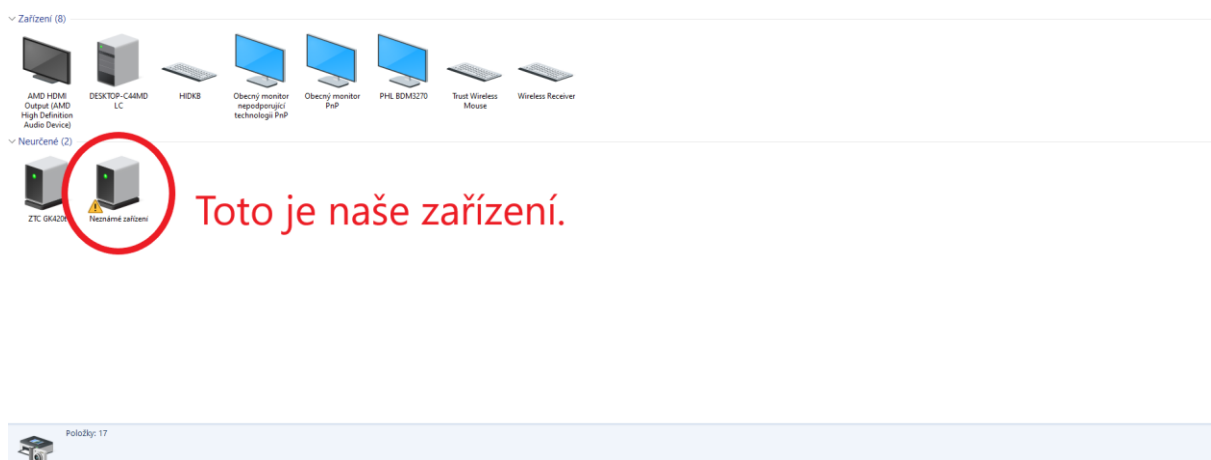 Zařízení (8)
AMD HDMI
Output (AMD
High Definition
Audio Device)
DESKTOP-C44MD
LC
HIDKB
Obecný monitor
nepodporující
technologii PnP
Obecný monitor
PnP
PHL BDM3270
Trust Wireless
Mouse
Wireless Receiver
Neurčené (2)
ZTC GK420t
Neznámé zařízení
Toto je naše zařízení.
Položky: 17